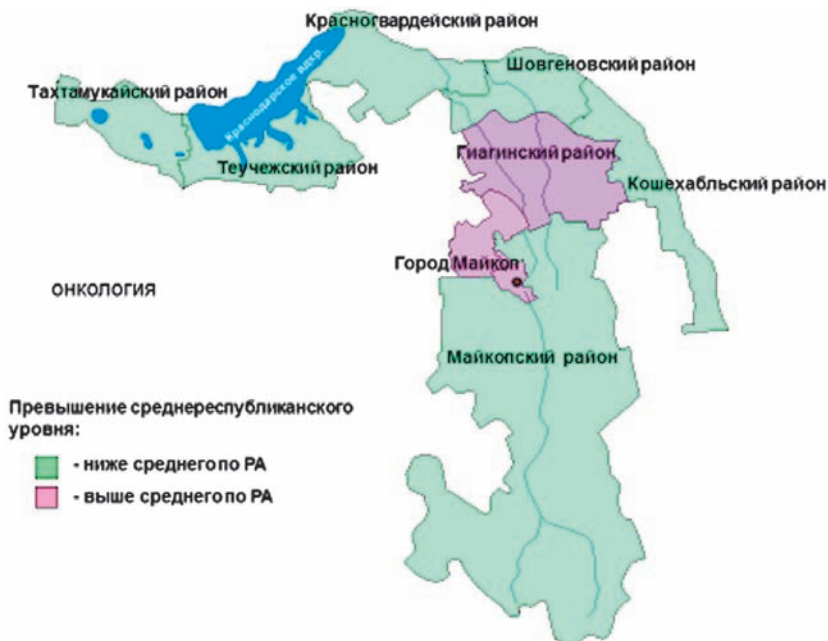 Красногвардейский район
Шовгеновский район
Тахтамукайский район
Краснодарское вдхр.
Гиагинский район
Теучежский район
Кошехабльский район
Город Майкоп
ОНКОЛОГИЯ
Майкопский район
Превышение среднереспубликанского
уровня:
- ниже среднего по РА
- выше среднего по РА